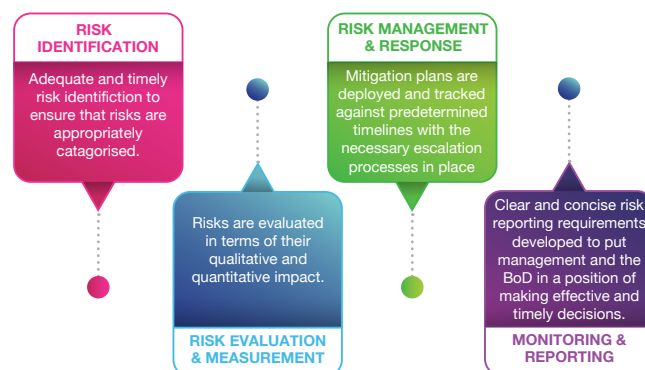 RISK
IDENTIFICATION
Adequate and timely
risk identifiction to
ensure that risks are
appropriately
catagorised.
Risks are evaluated
in terms of their
qualitative and
quantitative impact.
RISK EVALUATION
& MEASUREMENT
RISK MANAGEMENT
& RESPONSE
Mitigation plans are
deployed and tracked
against predetermined
timelines with the
necessary escalation
processes in place
Clear and concise risk
reporting requirements
developed to put
management and the
BoD in a position of
making effective and
timely decisions.
MONITORING &
REPORTING